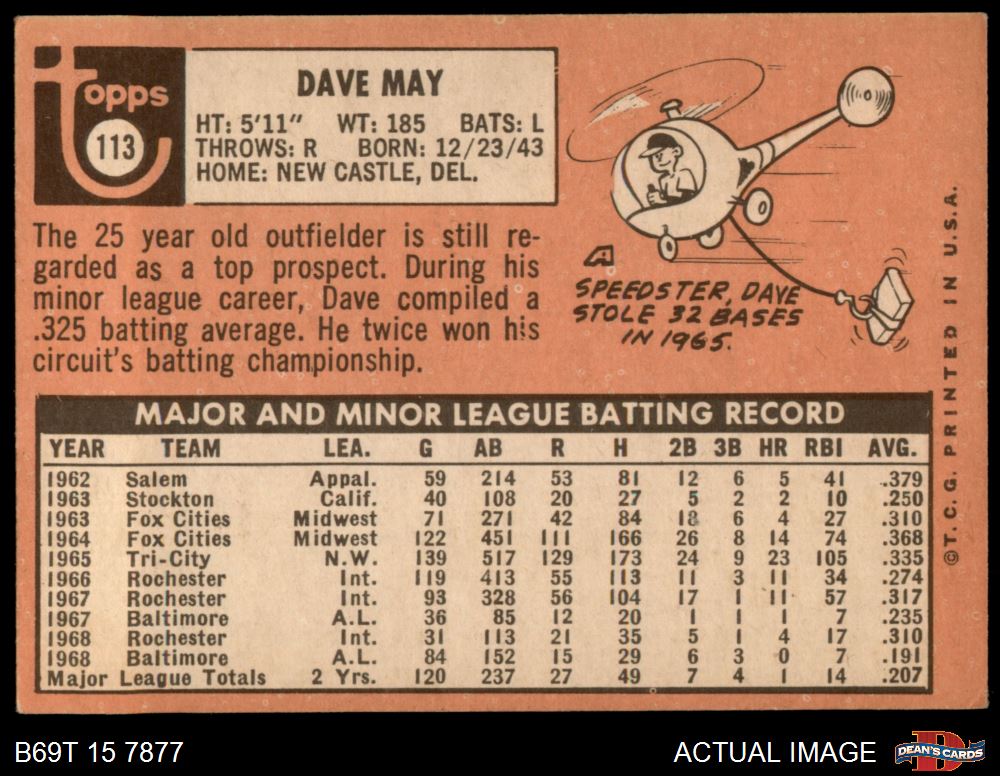 topps
113
DAVE MAY
HT: 5'11" WT: 185 BATS: L
THROWS: R BORN: 12/23/43
HOME: NEW CASTLE, DEL.
The 25 year old outfielder is still re-
garded as a top prospect. During his
minor league career, Dave compiled a
.325 batting average. He twice won his
circuit's batting championship.
A
SPEEDSTER, DAVE
STOLE 32 BASES
IN 1965.
MAJOR AND MINOR LEAGUE BATTING RECORD
YEAR TEAM LEA. G AB R H 2B 3B HR RBI AVG.
1962 Salem Appal. 59 214 53 81 12 6 5 41 .379
1963 Stockton Calif. 40 108 20 27 5 2 2 10 .250
1963 Fox Cities Midwest 71 271 42 84 18 6 4 27 .310
1964 Fox Cities Midwest 122 451 111 166 26 8 14 74 .368
1965 Tri-City N.W. 139 517 129 173 24 9 23 105 .335
1966 Rochester Int. 119 413 55 113 11 3 11 34 .274
1967 Rochester Int. 93 328 56 104 17 1 11 57 .317
1967 Baltimore A.L. 36 85 12 20 1 1 1 7 .235
1968 Rochester Int. 31 113 21 35 5 1 4 17 .310
1968 Baltimore A.L. 84 152 15 29 6 3 0 7 .191
Major League Totals 2 Yrs. 120 237 27 49 7 4 1 14 .207
©T.C.G. PRINTED IN U.S.A.
B69T 15 7877
ACTUAL IMAGE
D
DEAN'S CARDS